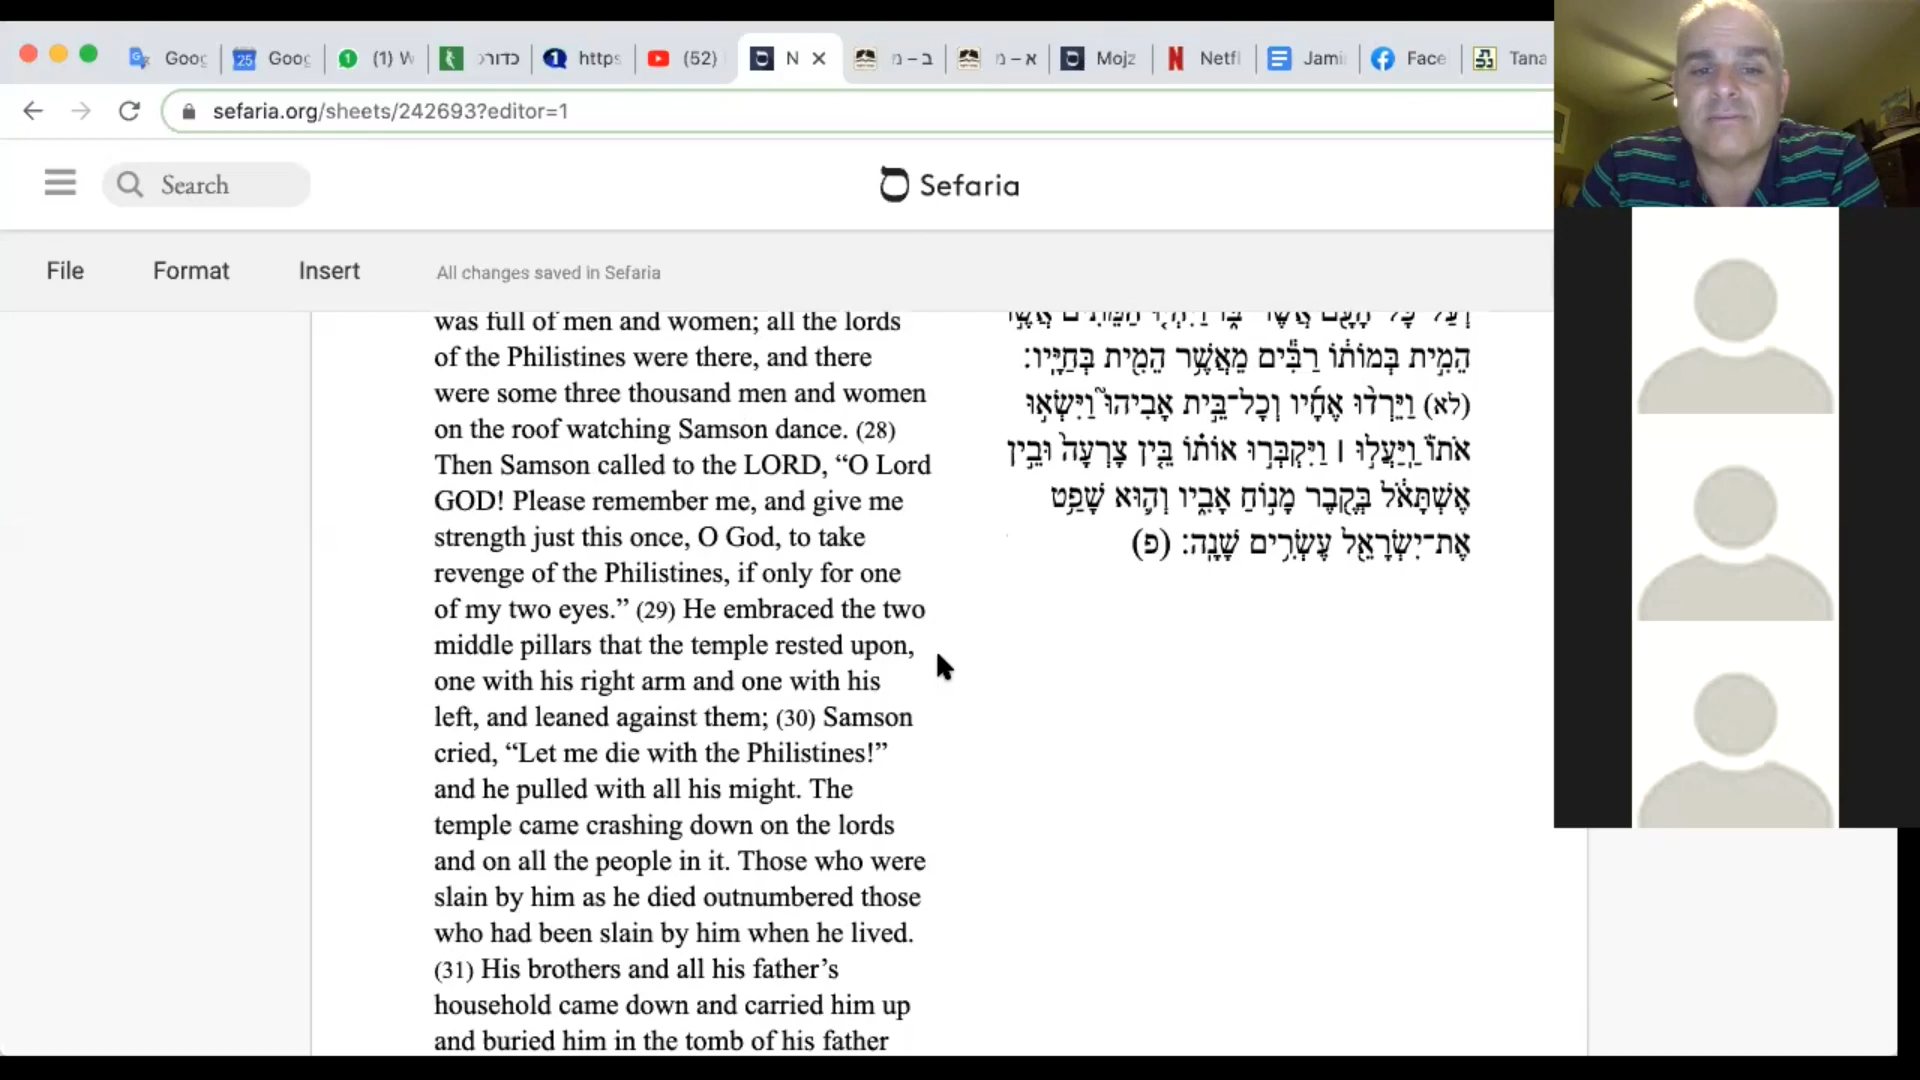 Goog
25
Goog
(1) W
כדורכ
1
https
(52)
N
ב – מ
א – מ
Mojz
Netfl
Jami
Face
Tana
sefaria.org/sheets/242693?editor=1
Search
Sefaria
File
Format
Insert
All changes saved in Sefaria
was full of men and women; all the lords
of the Philistines were there, and there
were some three thousand men and women
on the roof watching Samson dance. (28)
Then Samson called to the LORD, “O Lord
GOD! Please remember me, and give me
strength just this once, O God, to take
revenge of the Philistines, if only for one
of my two eyes.” (29) He embraced the two
middle pillars that the temple rested upon,
one with his right arm and one with his
left, and leaned against them; (30) Samson
cried, “Let me die with the Philistines!”
and he pulled with all his might. The
temple came crashing down on the lords
and on all the people in it. Those who were
slain by him as he died outnumbered those
who had been slain by him when he lived.
(31) His brothers and all his father’s
household came down and carried him up
and buried him in the tomb of his father
הֵמִ֣ית בְּמוֹת֔וֹ רַבִּ֕ים מֵאֲשֶׁ֥ר הֵמִ֖ית בְּחַיָּֽיו׃
(לא) וַיֵּרְד֨וּ אֶחָ֜יו וְכָל־בֵּ֣ית אָבִיהוּ֮ וַיִּשְׂא֣וּ
אֹתוֹ֒ וַֽיַּעֲל֣וּ ׀ וַיִּקְבְּר֣וּ אוֹת֗וֹ בֵּ֤ין צׇרְעָה֙ וּבֵ֣ין
אֶשְׁתָּאֹ֔ל בְּקֶ֖בֶר מָנ֣וֹחַ אָבִ֑יו וְה֛וּא שָׁפַ֥ט
אֶת־יִשְׂרָאֵ֖ל עֶשְׂרִ֥ים שָׁנָֽה׃ (פ)